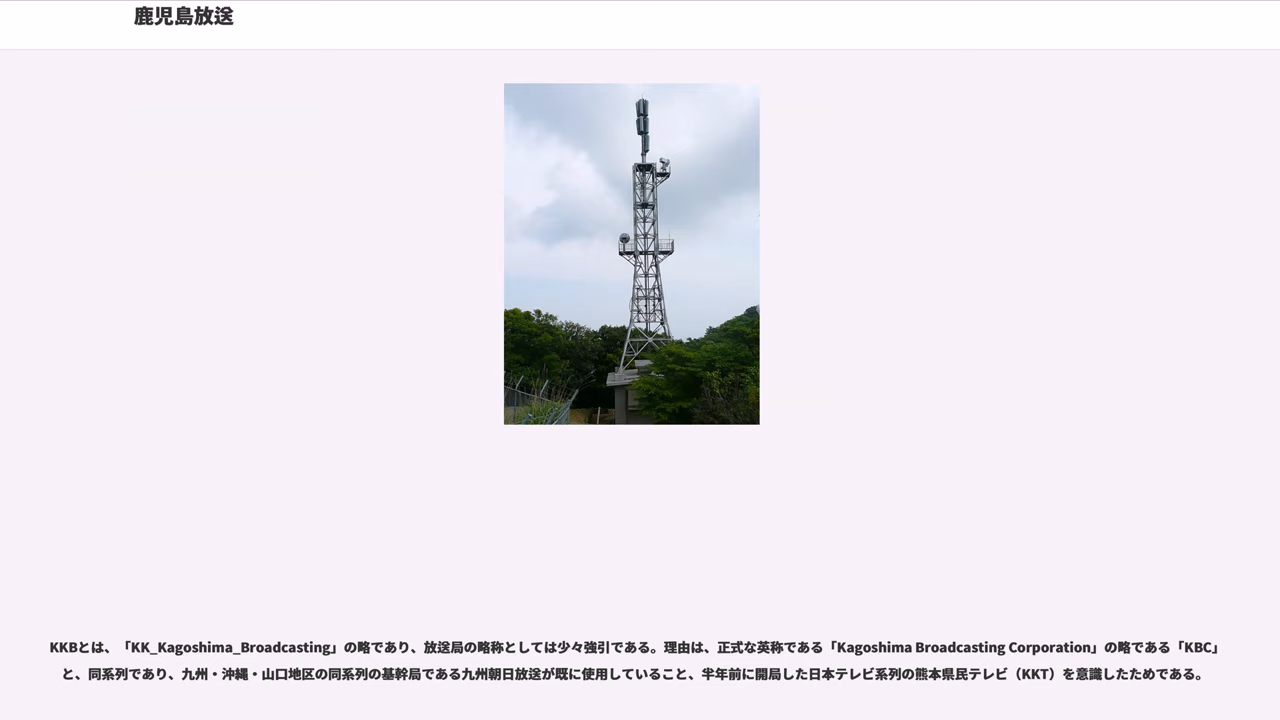 鹿児島放送
KKBとは、「KK_Kagoshima_Broadcasting」の略であり、放送局の略称としては少々強引である。理由は、正式な英称である「Kagoshima Broadcasting Corporation」の略である「KBC」
と、同系列であり、九州・沖縄・山口地区の同系列の基幹局である九州朝日放送が既に使用していること、半年前に開局した日本テレビ系列の熊本県民テレビ（KKT）を意識したためである。